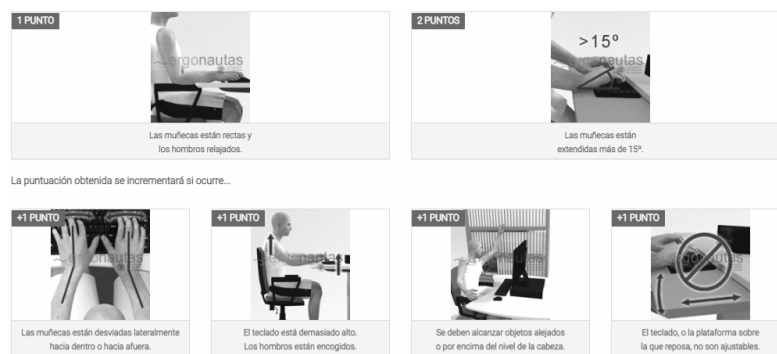 1 PUNTO
2 PUNTOS
>15º
ergonautas
Las muñecas están rectas y
los hombros relajados.
Las muñecas están
extendidas más de 15º.
La puntuación obtenida se incrementará si ocurre...
+1 PUNTO
+1 PUNTO
+1 PUNTO
+1 PUNTO
ergonautas
Las muñecas están desviadas lateralmente
hacia dentro o hacia afuera.
El teclado está demasiado alto.
Los hombros están encogidos.
Se deben alcanzar objetos alejados
o por encima del nivel de la cabeza.
El teclado, o la plataforma sobre
la que reposa, no son ajustables.